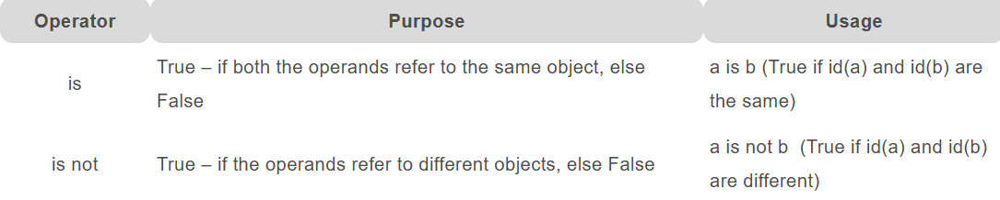 Operator Purpose Usage
is True – if both the operands refer to the same object, else False a is b (True if id(a) and id(b) are the same)
is not True – if the operands refer to different objects, else False a is not b  (True if id(a) and id(b) are different)